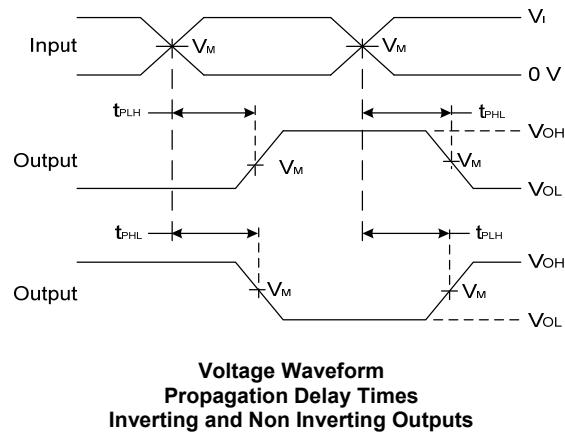 VI
Input
VM
VM
0 V
tPLH
tPHL
VOH
Output
VM
VM
VOL
tPHL
tPLH
VOH
Output
VM
VM
VOL
Voltage Waveform
Propagation Delay Times
Inverting and Non Inverting Outputs